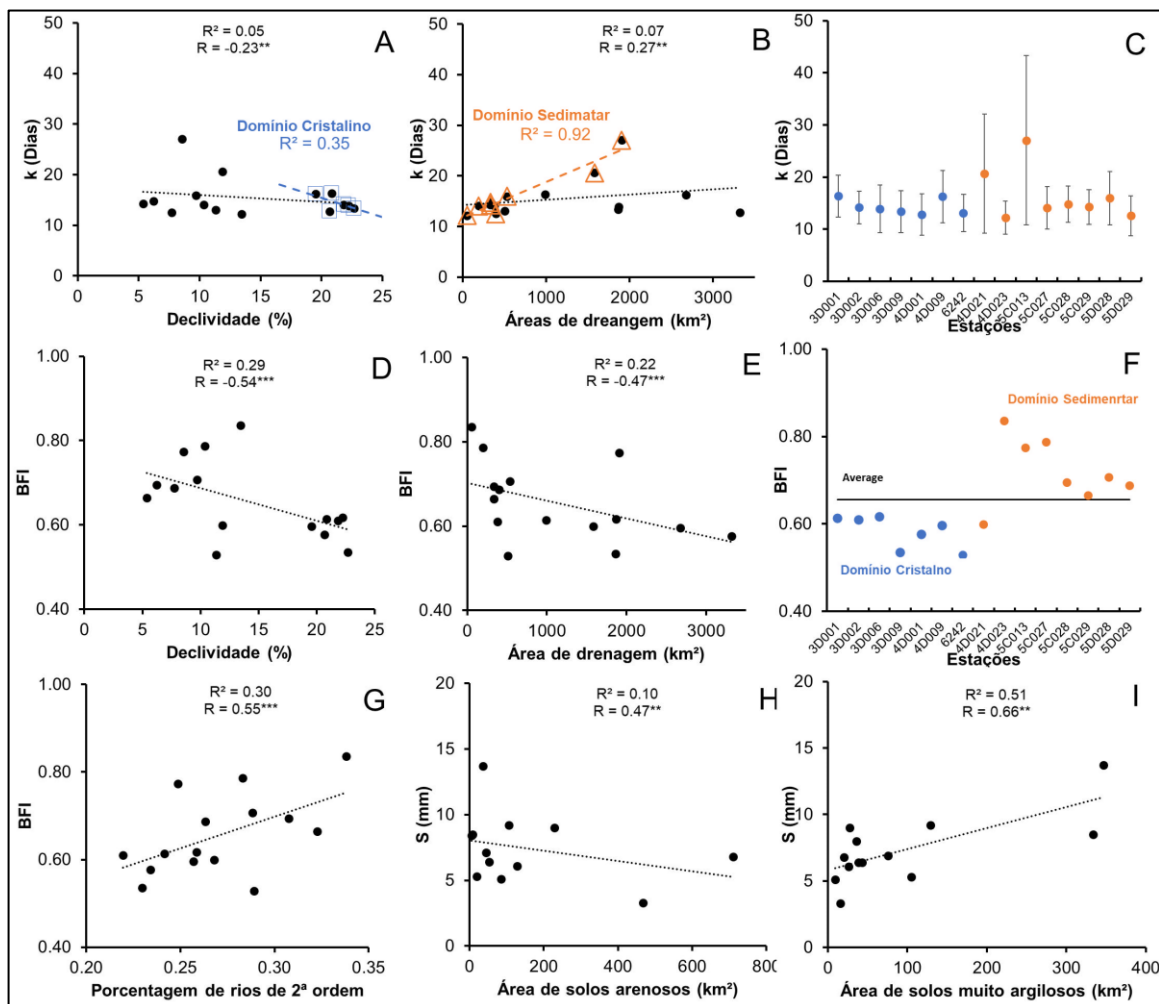 R² = 0.05
R = -0.23**
A
Domínio Cristalino
R² = 0.35
k (Dias)
50
40
30
20
10
0
0 5 10 15 20 25
Declividade (%)
R² = 0.07
R = 0.27**
B
Domínio Sedimatar
R² = 0.92
k (Dias)
50
40
30
20
10
0
0 1000 2000 3000
Áreas de dreangem (km²)
C
k (Dias)
50
40
30
20
10
0
3D001
3D002
3D006
3D009
4D001
4D009
6242
4D021
4D023
5C013
5C027
5C028
5C029
5D028
5D029
Estações
R² = 0.29
R = -0.54***
D
BFI
1.00
0.80
0.60
0.40
0 5 10 15 20 25
Declividade (%)
R² = 0.22
R = -0.47***
E
BFI
1.00
0.80
0.60
0.40
0 1000 2000 3000
Área de drenagem (km²)
F
Domínio Sedimenrtar
Average
Domínio Cristalno
BFI
1.00
0.80
0.60
0.40
3D001
3D002
3D006
3D009
4D001
4D009
6242
4D021
4D023
5C013
5C027
5C028
5C029
5D028
5D029
Estações
R² = 0.30
R = 0.55***
G
BFI
1.00
0.80
0.60
0.40
0.20 0.25 0.30 0.35
Porcentagem de rios de 2ª ordem
R² = 0.10
R = 0.47**
H
S (mm)
20
15
10
5
0
0 200 400 600 80
Área de solos arenosos (km²)
R² = 0.51
R = 0.66**
I
S (mm)
20
15
10
5
0
0 100 200 300 400
Área de solos muito argilosos (km²)